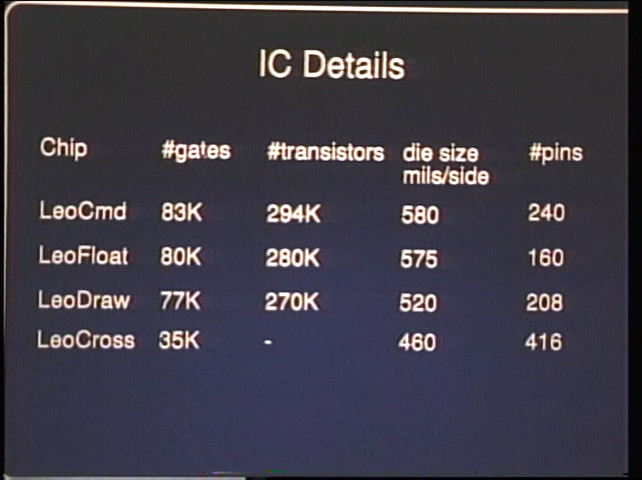 IC Details
Chip #gates #transistors die size mils/side #pins
LeoCmd 83K 294K 580 240
LeoFloat 80K 280K 575 160
LeoDraw 77K 270K 520 208
LeoCross 35K - 460 416